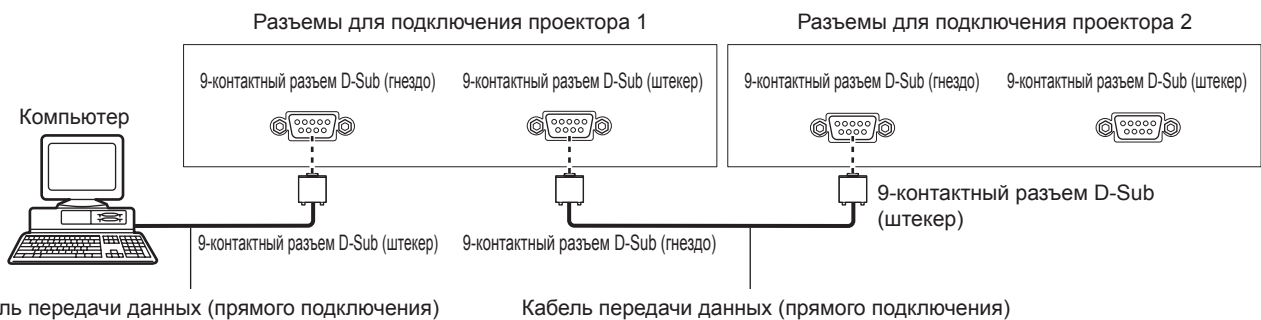 Разъемы для подключения проектора 1
Разъемы для подключения проектора 2
9-контактный разъем D-Sub (гнездо)
9-контактный разъем D-Sub (штекер)
9-контактный разъем D-Sub (гнездо)
9-контактный разъем D-Sub (штекер)
Компьютер
9-контактный разъем D-Sub
(штекер)
9-контактный разъем D-Sub (штекер)
9-контактный разъем D-Sub (гнездо)
ль передачи данных (прямого подключения)
Кабель передачи данных (прямого подключения)